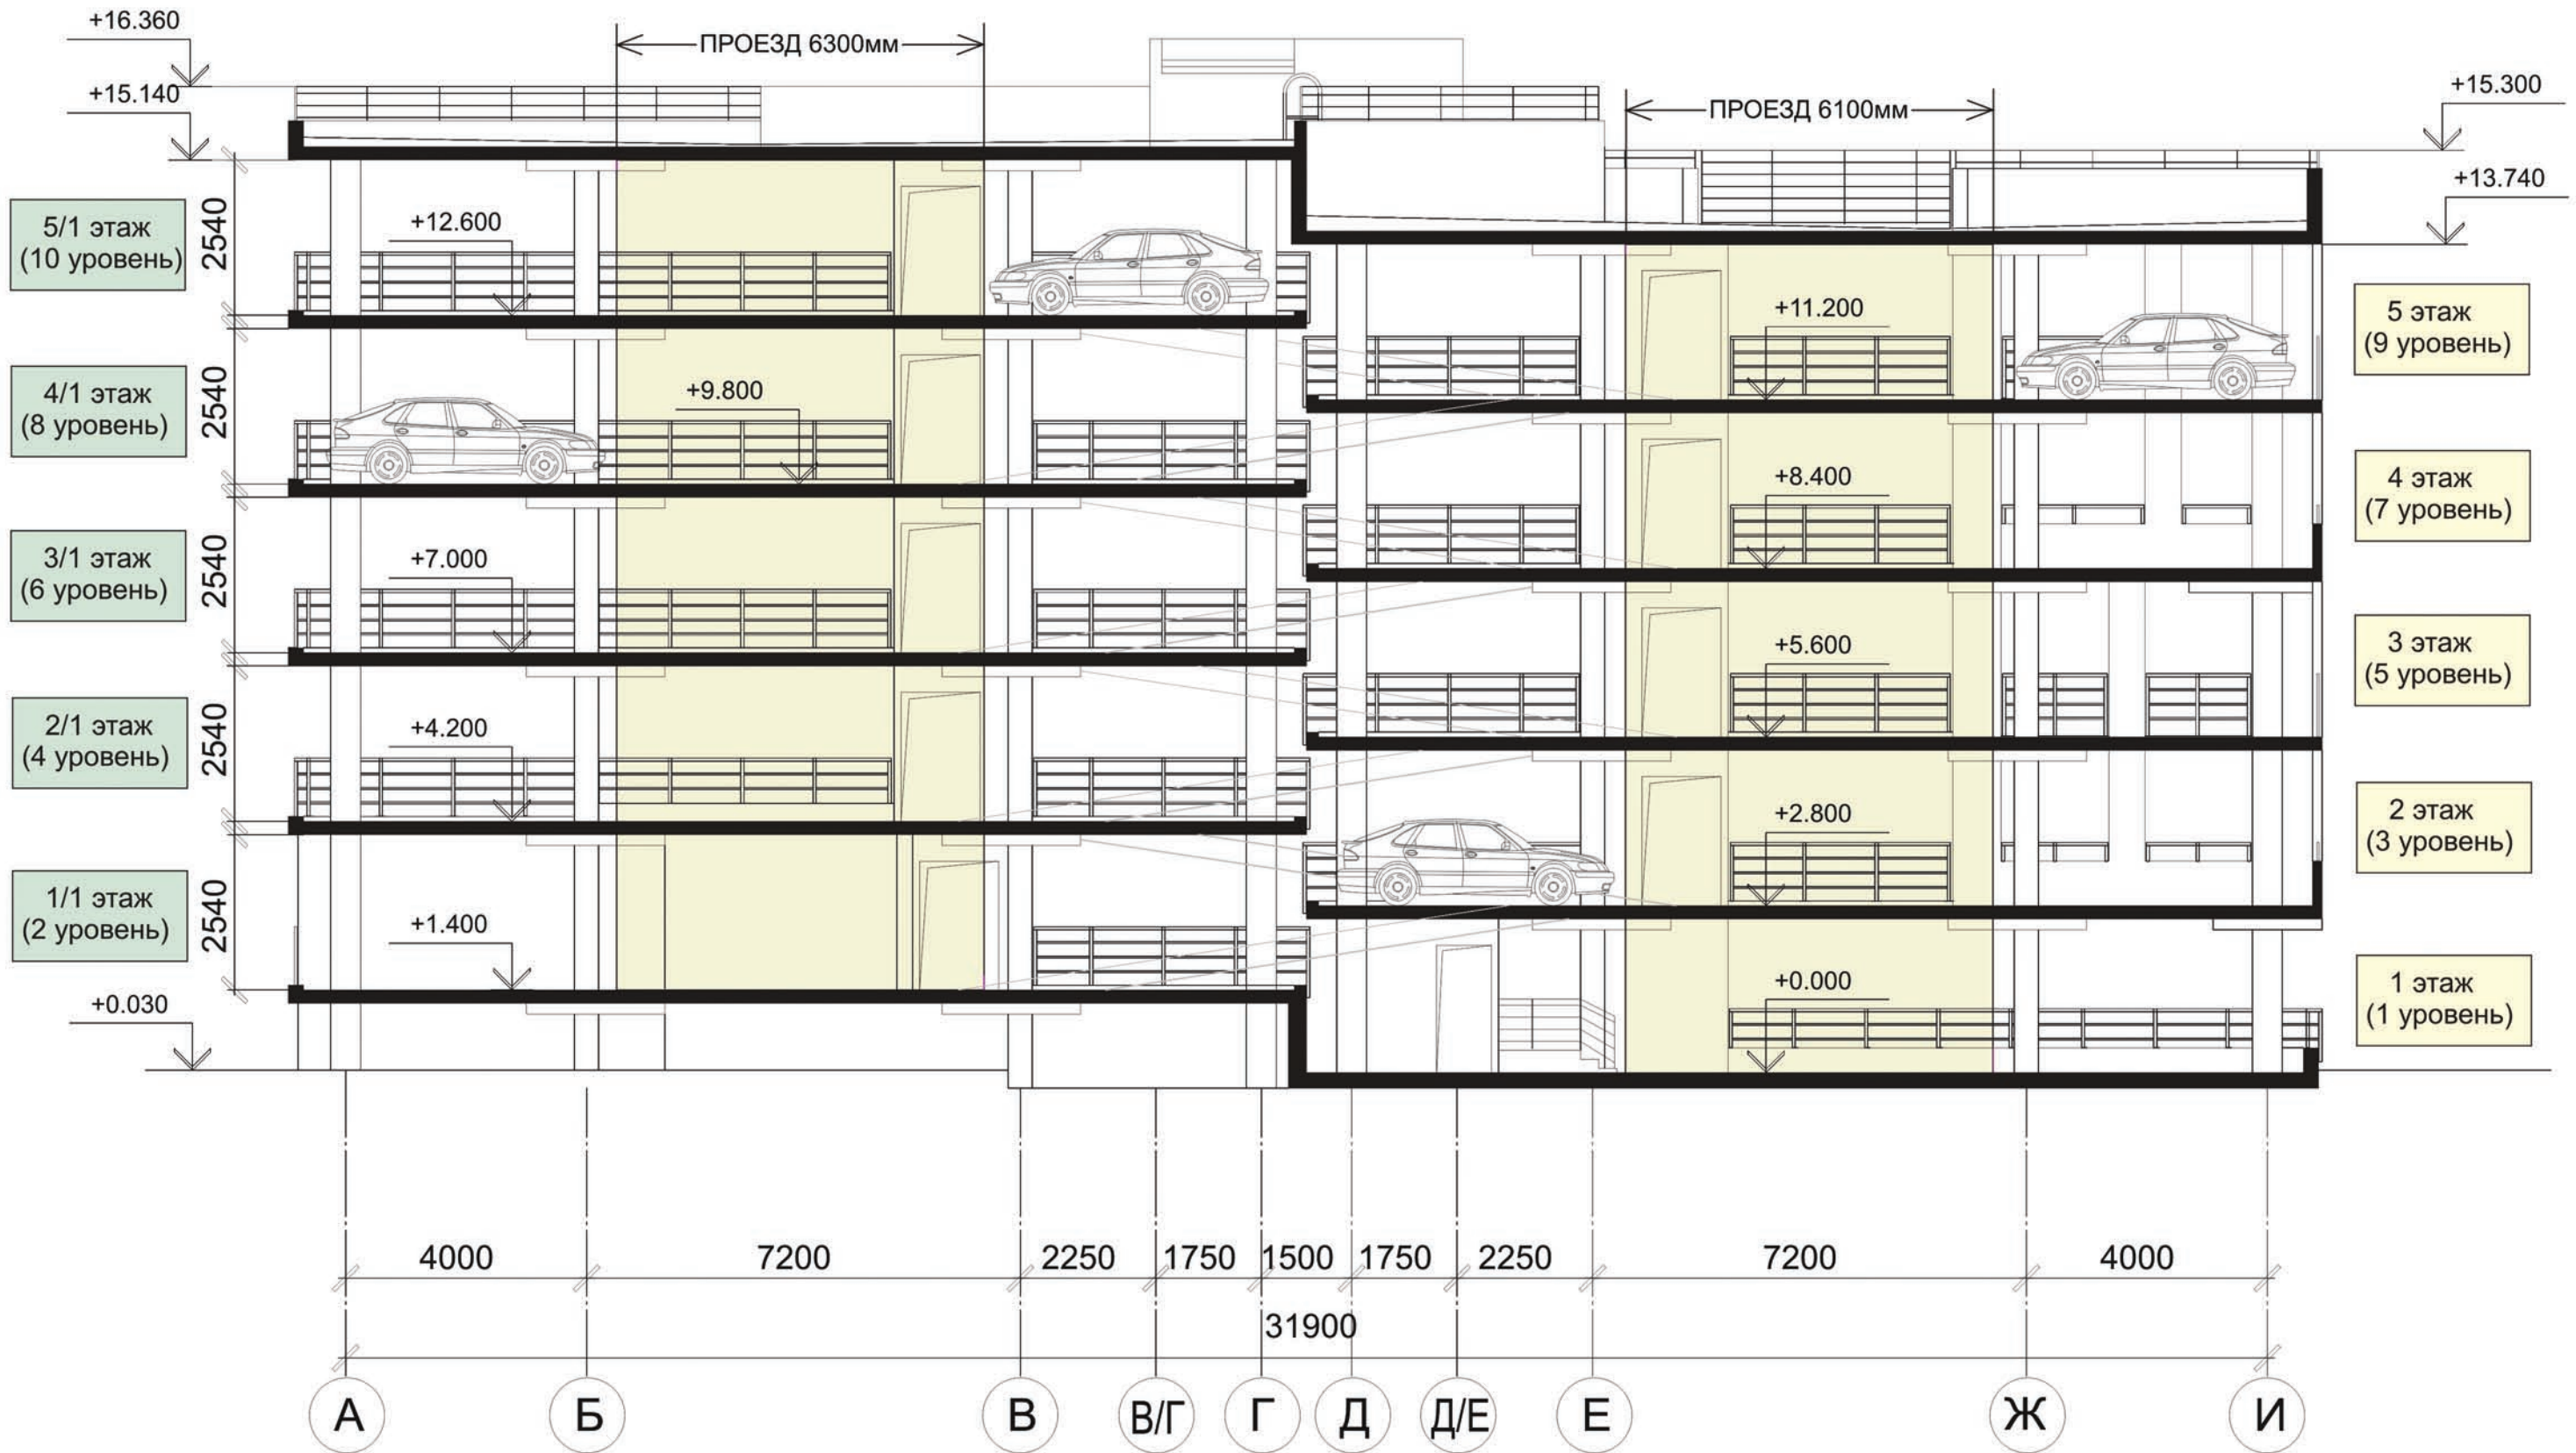 +16.360
ПРОЕЗД 6300мм
+15.140
ПРОЕЗД 6100мм
+15.300
+13.740
5/1 этаж
(10 уровень)
2540
+12.600
+11.200
5 этаж
(9 уровень)
4/1 этаж
(8 уровень)
2540
+9.800
+8.400
4 этаж
(7 уровень)
3/1 этаж
(6 уровень)
2540
+7.000
+5.600
3 этаж
(5 уровень)
2/1 этаж
(4 уровень)
2540
+4.200
+2.800
2 этаж
(3 уровень)
1/1 этаж
(2 уровень)
2540
+1.400
+0.000
1 этаж
(1 уровень)
+0.030
4000 7200 2250 1750 1500 1750 2250 7200 4000
31900
А Б В В/Г Г Д Д/Е Е Ж И